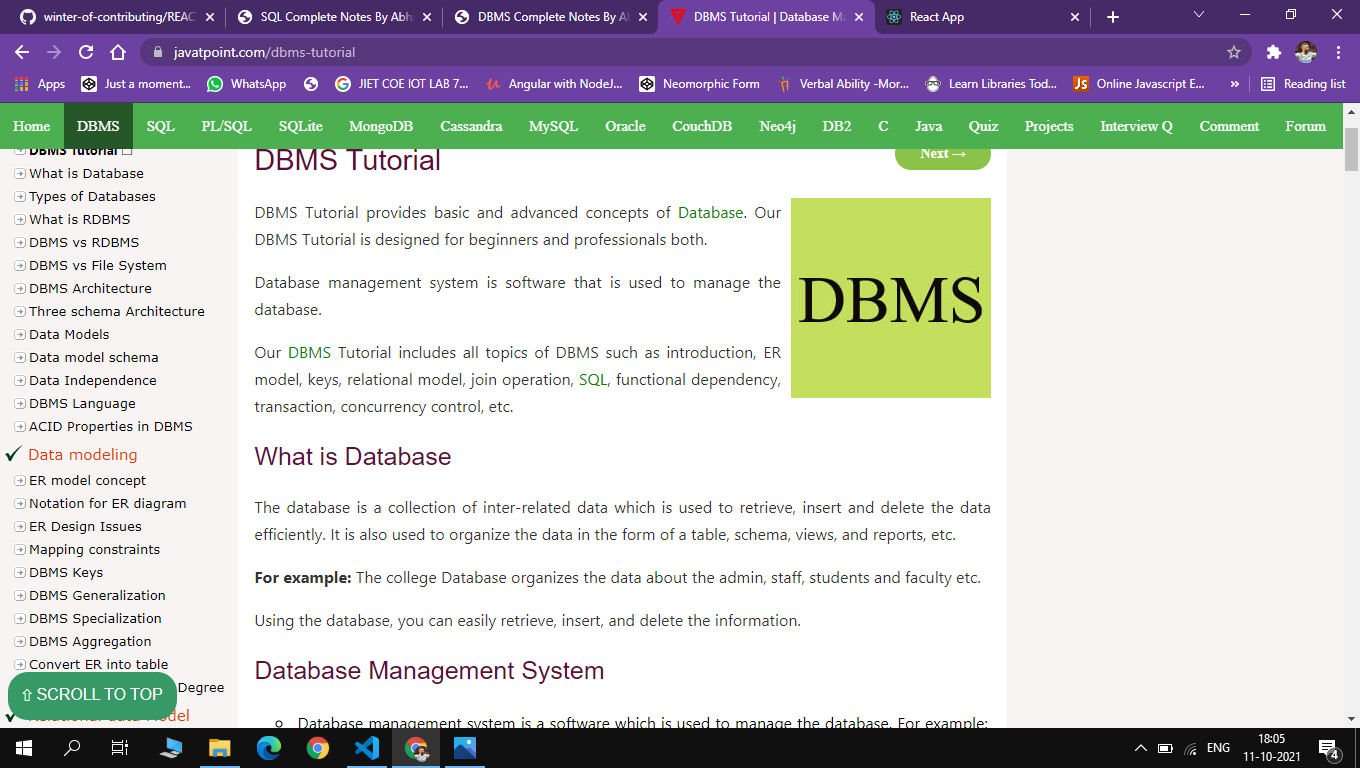 winter-of-contributing/REAC
SQL Complete Notes By Abh
DBMS Complete Notes By Al
DBMS Tutorial | Database Ma
React App
javatpoint.com/dbms-tutorial
Apps
Just a moment...
WhatsApp
JIET COE IOT LAB 7...
Angular with NodeJ...
Neomorphic Form
Verbal Ability -Mor...
Learn Libraries Tod...
Online Javascript E...
»
Reading list
Home DBMS SQL PL/SQL SQLite MongoDB Cassandra MySQL Oracle CouchDB Neo4j DB2 C Java Quiz Projects Interview Q Comment Forum
DBMS Tutorial
What is Database
Types of Databases
What is RDBMS
DBMS vs RDBMS
DBMS vs File System
DBMS Architecture
Three schema Architecture
Data Models
Data model schema
Data Independence
DBMS Language
ACID Properties in DBMS
Data modeling
ER model concept
Notation for ER diagram
ER Design Issues
Mapping constraints
DBMS Keys
DBMS Generalization
DBMS Specialization
DBMS Aggregation
Convert ER into table
Degree
Relational data Model
⇧ SCROLL TO TOP
DBMS Tutorial
Next →
DBMS Tutorial provides basic and advanced concepts of Database. Our
DBMS Tutorial is designed for beginners and professionals both.
Database management system is software that is used to manage the
database.
Our DBMS Tutorial includes all topics of DBMS such as introduction, ER
model, keys, relational model, join operation, SQL, functional dependency,
transaction, concurrency control, etc.
DBMS
What is Database
The database is a collection of inter-related data which is used to retrieve, insert and delete the data
efficiently. It is also used to organize the data in the form of a table, schema, views, and reports, etc.
For example: The college Database organizes the data about the admin, staff, students and faculty etc.
Using the database, you can easily retrieve, insert, and delete the information.
Database Management System
Database management system is a software which is used to manage the database. For example:
ENG
18:05
11-10-2021
4